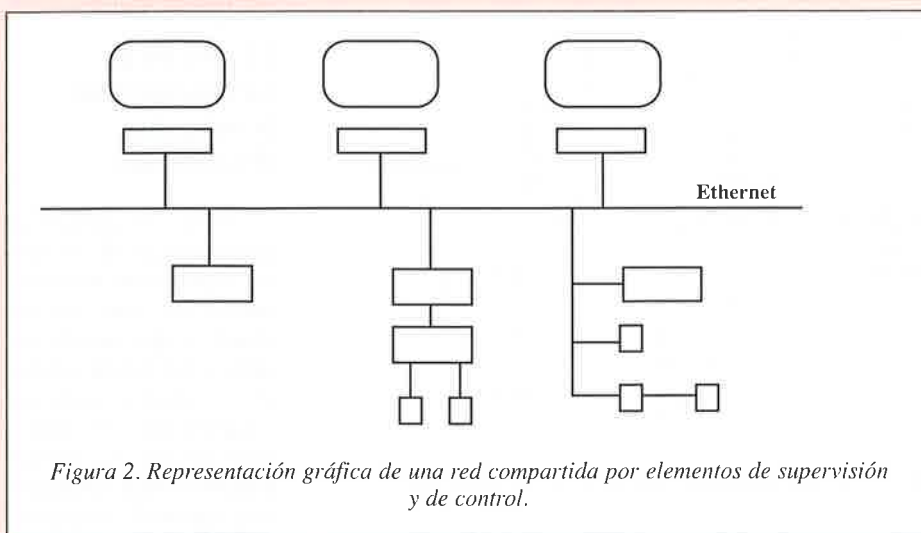 Ethernet
Figura 2. Representación gráfica de una red compartida por elementos de supervisión
y de control.